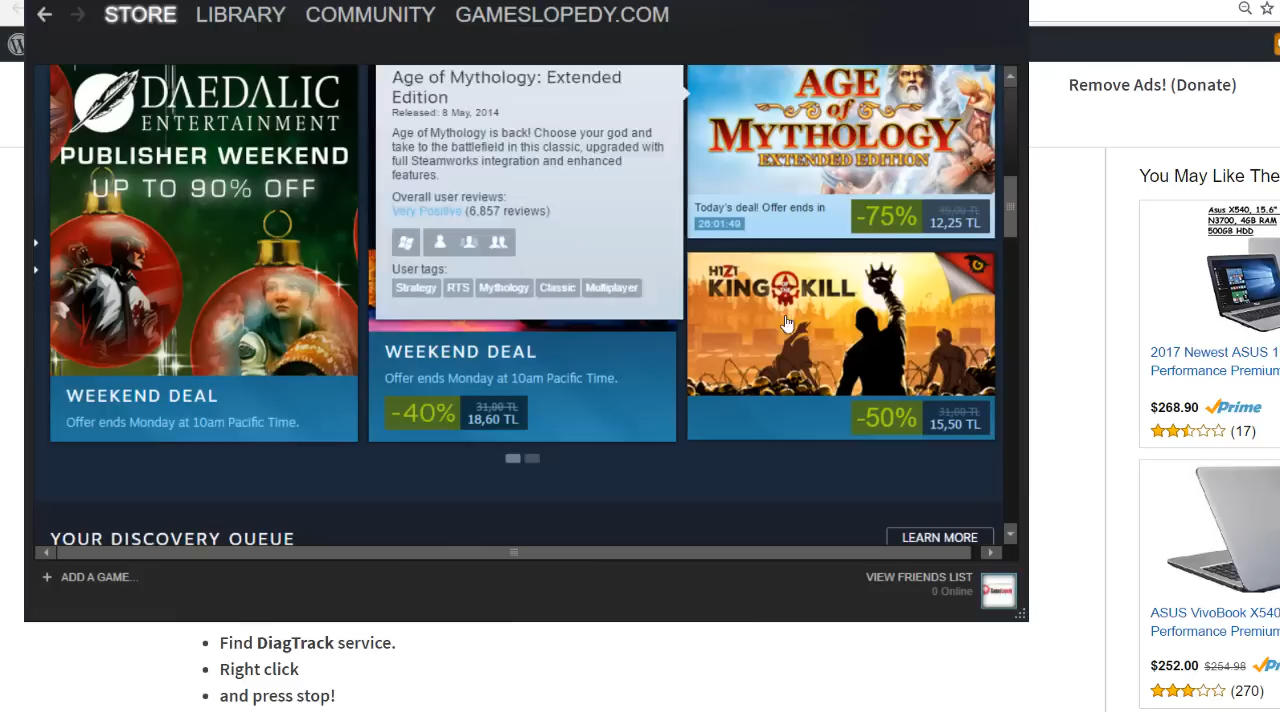 STORE LIBRARY COMMUNITY GAMESLOPEDY.COM
DAEDALIC
ENTERTAINMENT
PUBLISHER WEEKEND
UP TO 90% OFF
WEEKEND DEAL
Offer ends Monday at 10am Pacific Time.
Age of Mythology: Extended
Edition
Released: 8 May, 2014
Age of Mythology is back! Choose your god and
take to the battlefield in this classic, upgraded with
full Steamworks integration and enhanced
features.
Overall user reviews:
Very Positive (6,857 reviews)
User tags:
Strategy RTS Mythology Classic Multiplayer
WEEKEND DEAL
Offer ends Monday at 10am Pacific Time.
-40% 31,00 TL
18,60 TL
AGE
of
MYTHOLOGY
EXTENDED EDITION
Today's deal! Offer ends in
26:01:49
-75%
12,25 TL
H1Z1
KING KILL
-50% 31,00 TL
15,50 TL
YOUR DISCOVERY QUEUE
LEARN MORE
+ ADD A GAME...
VIEW FRIENDS LIST
0 Online
Find DiagTrack service.
Right click
and press stop!
Remove Ads! (Donate)
You May Like The
Asus X540, 15.6"
N3700, 4GB RAM
500GB HDD
2017 Newest ASUS 1
Performance Premium
$268.90 Prime
(17)
ASUS VivoBook X540
Performance Premium
$252.00 $254.98 Pr
(270)